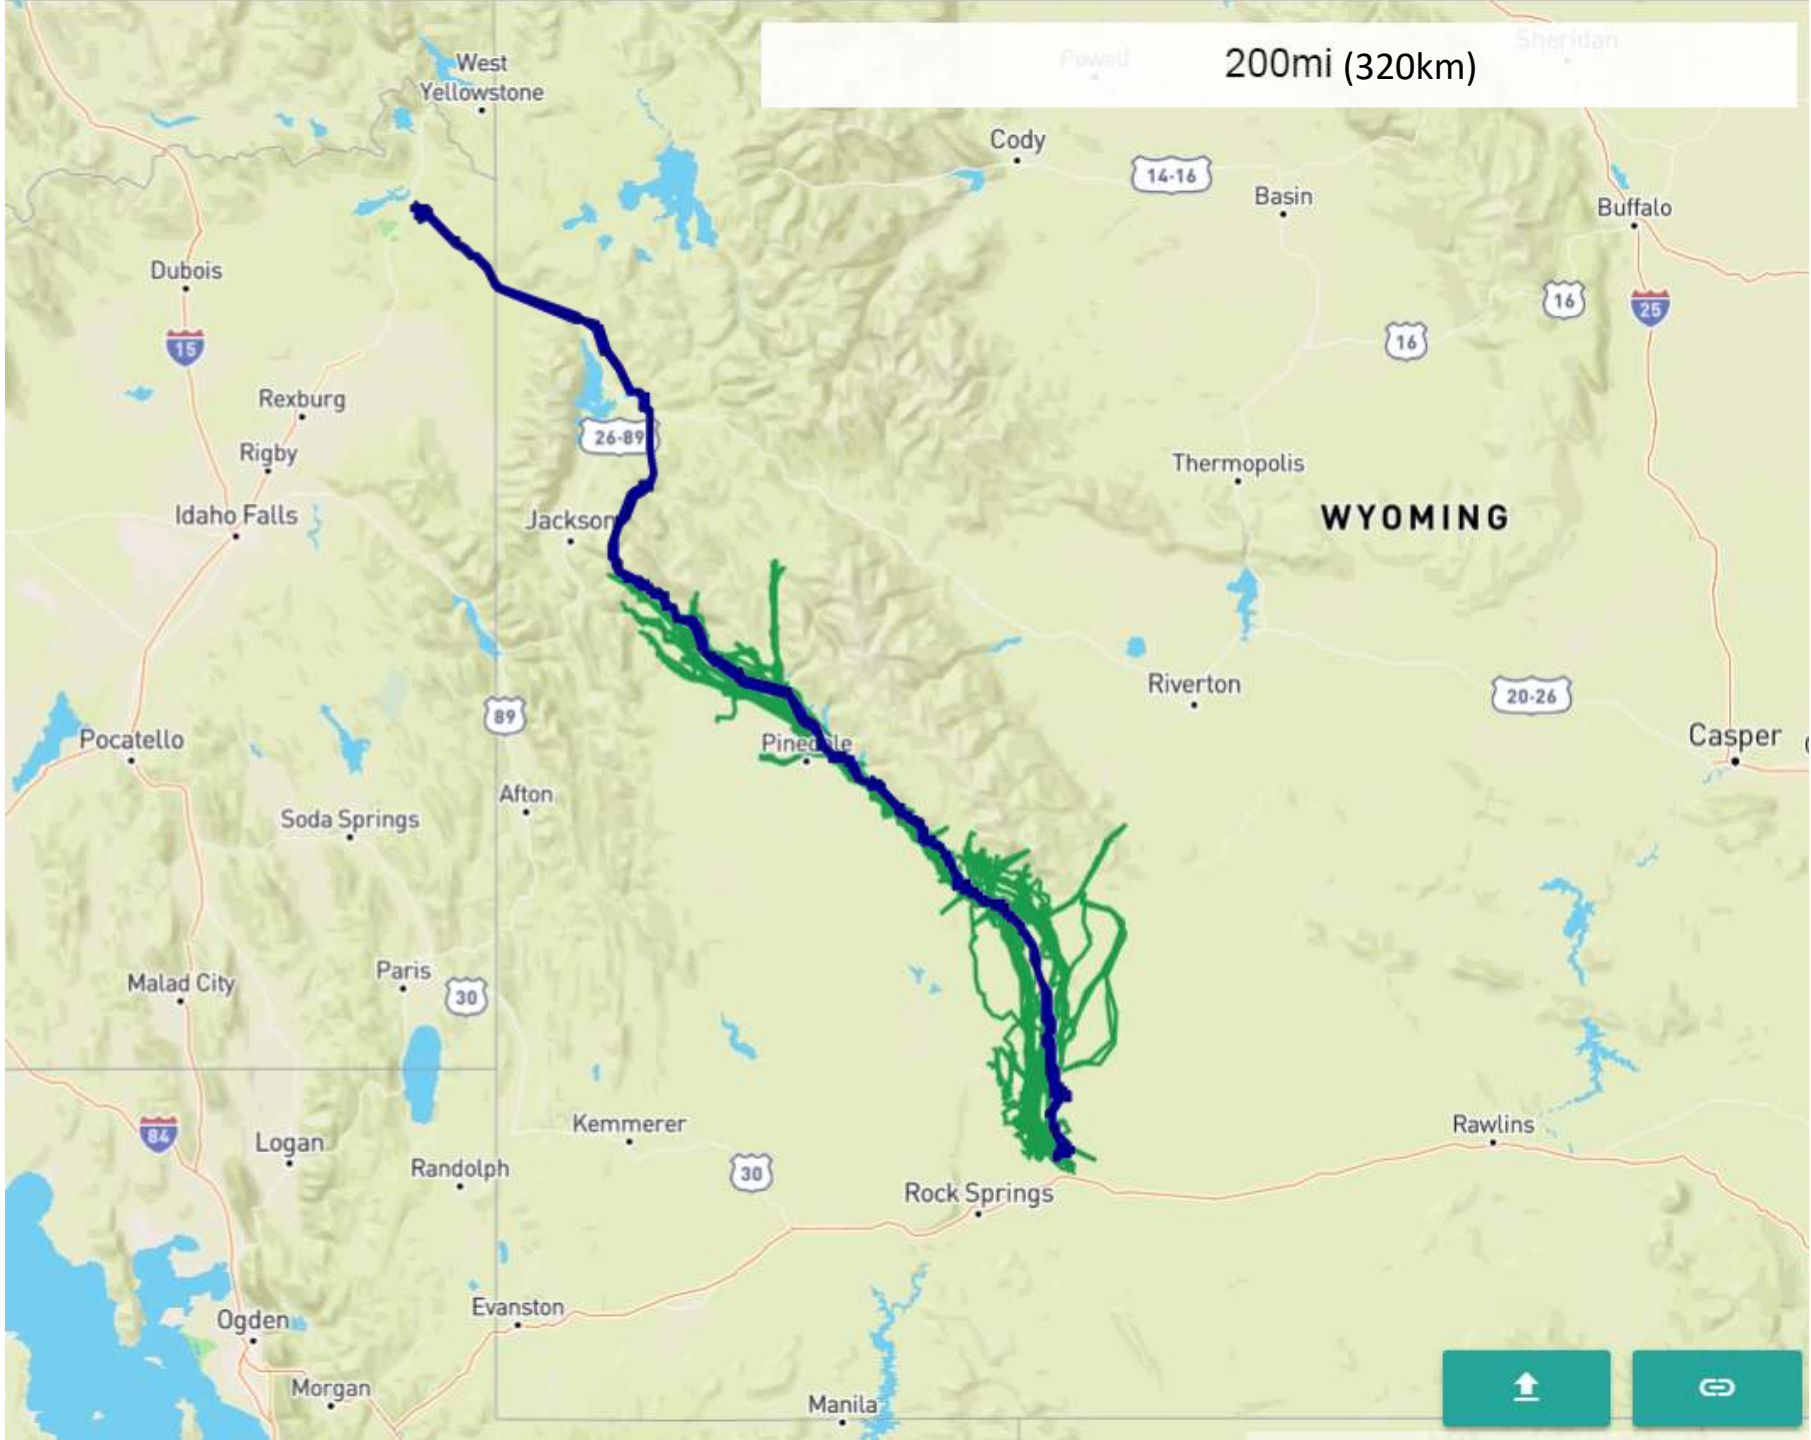 Sheridan
Powell
200mi (320km)
West
Yellowstone
Cody
14-16
Basin
Buffalo
Dubois
16
25
15
16
Rexburg
26-89
Rigby
Thermopolis
Idaho Falls
Jackson
WYOMING
Riverton
20-26
89
Pocatello
Pinedale
Casper
Afton
Soda Springs
Paris
Malad City
30
Kemmerer
Rawlins
84
Logan
Randolph
30
Rock Springs
Evanston
Ogden
Morgan
Manila